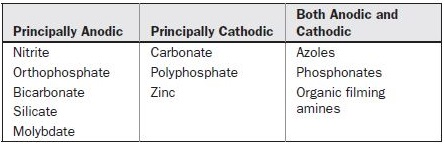 Principally Anodic Principally Cathodic Both Anodic and Cathodic
Nitrite Carbonate Azoles
Orthophosphate Polyphosphate Phosphonates
Bicarbonate Zinc Organic filming
Silicate amines
Molybdate